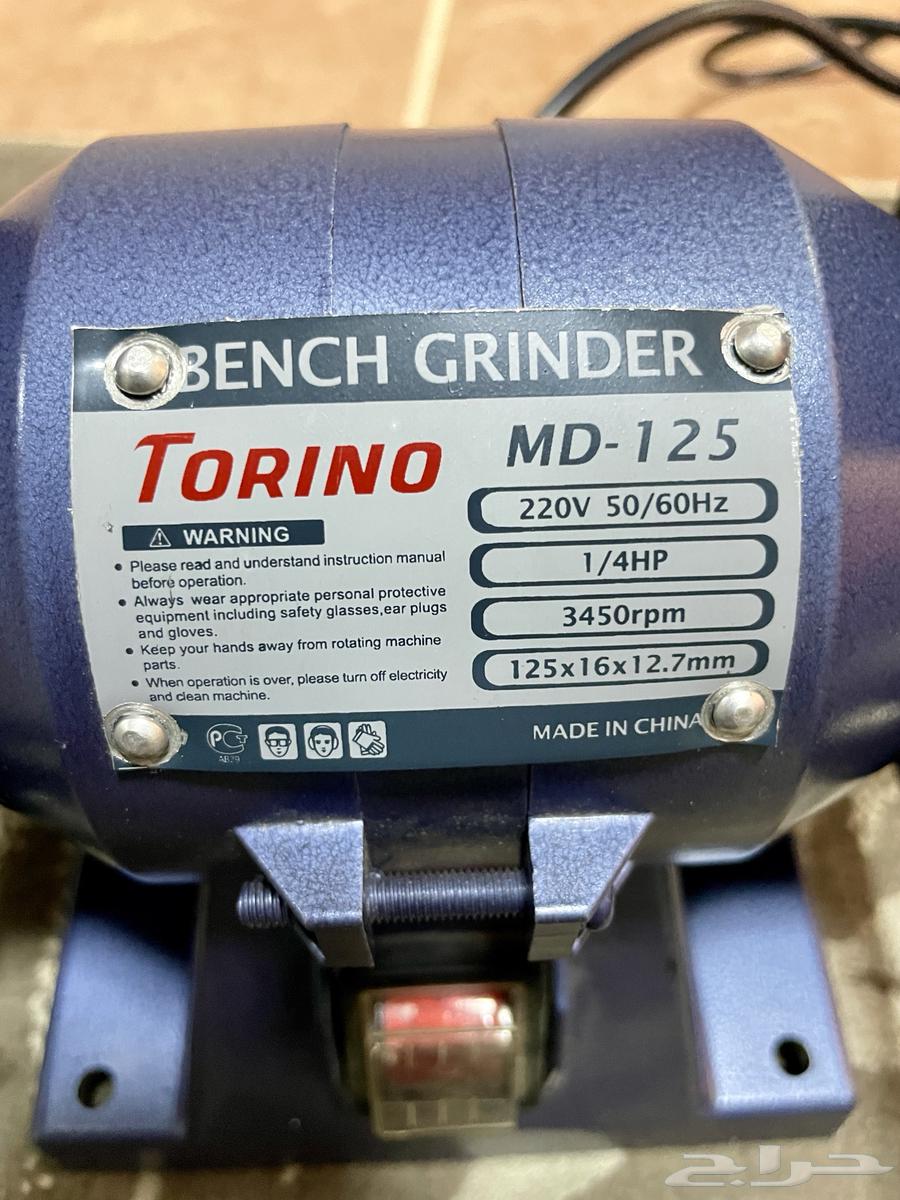 BENCH GRINDER
TORINO
MD-125
220V 50/60Hz
1/4HP
3450rpm
125x16x12.7mm
WARNING
• Please read and understand instruction manual
before operation.
• Always wear appropriate personal protective
equipment including safety glasses,ear plugs
and gloves.
• Keep your hands away from rotating machine
parts.
• When operation is over, please turn off electricity
and clean machine.
АВ29
MADE IN CHINA
حراج